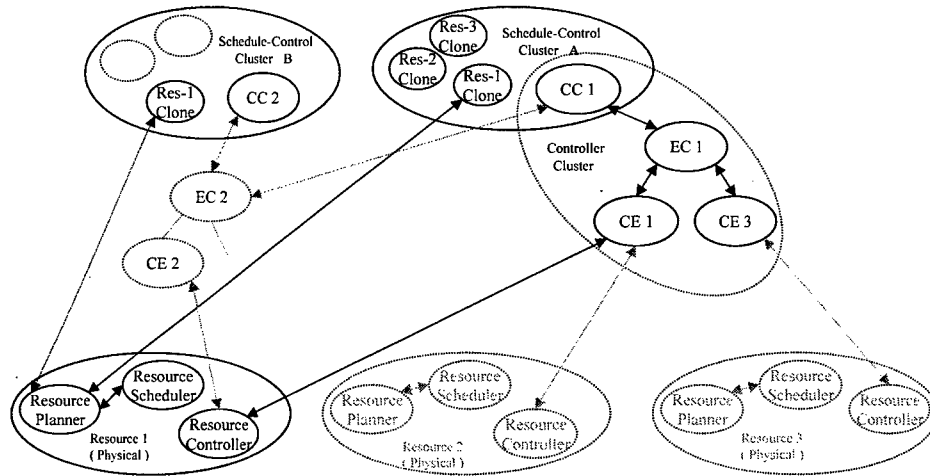 Schedule-Control
Cluster B
Res-1
Clone
CC 2
Res-3
Clone
Res-2
Clone
Res-1
Clone
Schedule-Control
Cluster A
CC 1
Controller
Cluster
EC 1
EC 2
CE 1
CE 3
CE 2
Resource
Planner
Resource
Scheduler
Resource
Controller
Resource 1
( Physical )
Resource
Planner
Resource
Scheduler
Resource
Controller
Resource 2
( Physical )
Resource
Planner
Resource
Scheduler
Resource
Controller
Resource 3
( Physical )